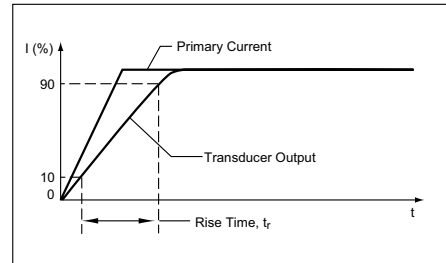 I (%)
Primary Current
90
Transducer Output
10
0
t
Rise Time, tr